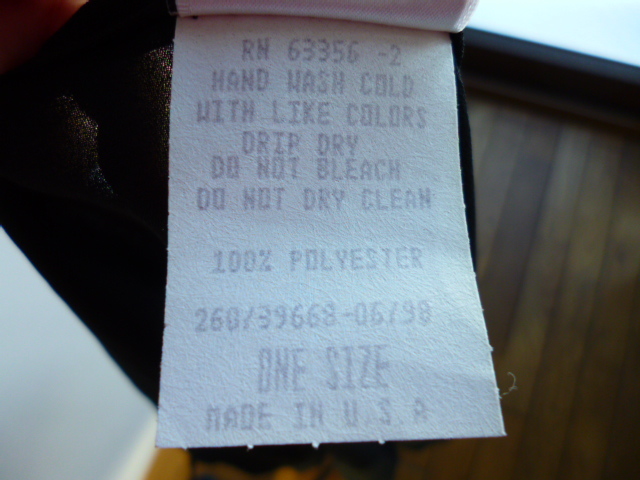 RN 63356 -2
HAND WASH COLD
WITH LIKE COLORS
DRIP DRY
DO NOT BLEACH
DO NOT DRY CLEAN
100% POLYESTER
260/39668-06/98
ONE SIZE
MADE IN U.S.A